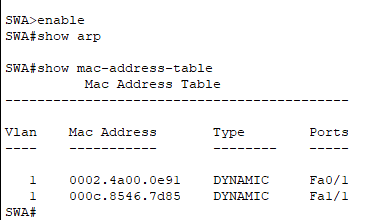 SWA>enable
SWA#show arp
SWA#show mac-address-table
          Mac Address Table
-------------------------------------------
Vlan    Mac Address       Type        Ports
----    -----------       --------    -----
   1    0002.4a00.0e91    DYNAMIC     Fa0/1
   1    000c.8546.7d85    DYNAMIC     Fa1/1
SWA#